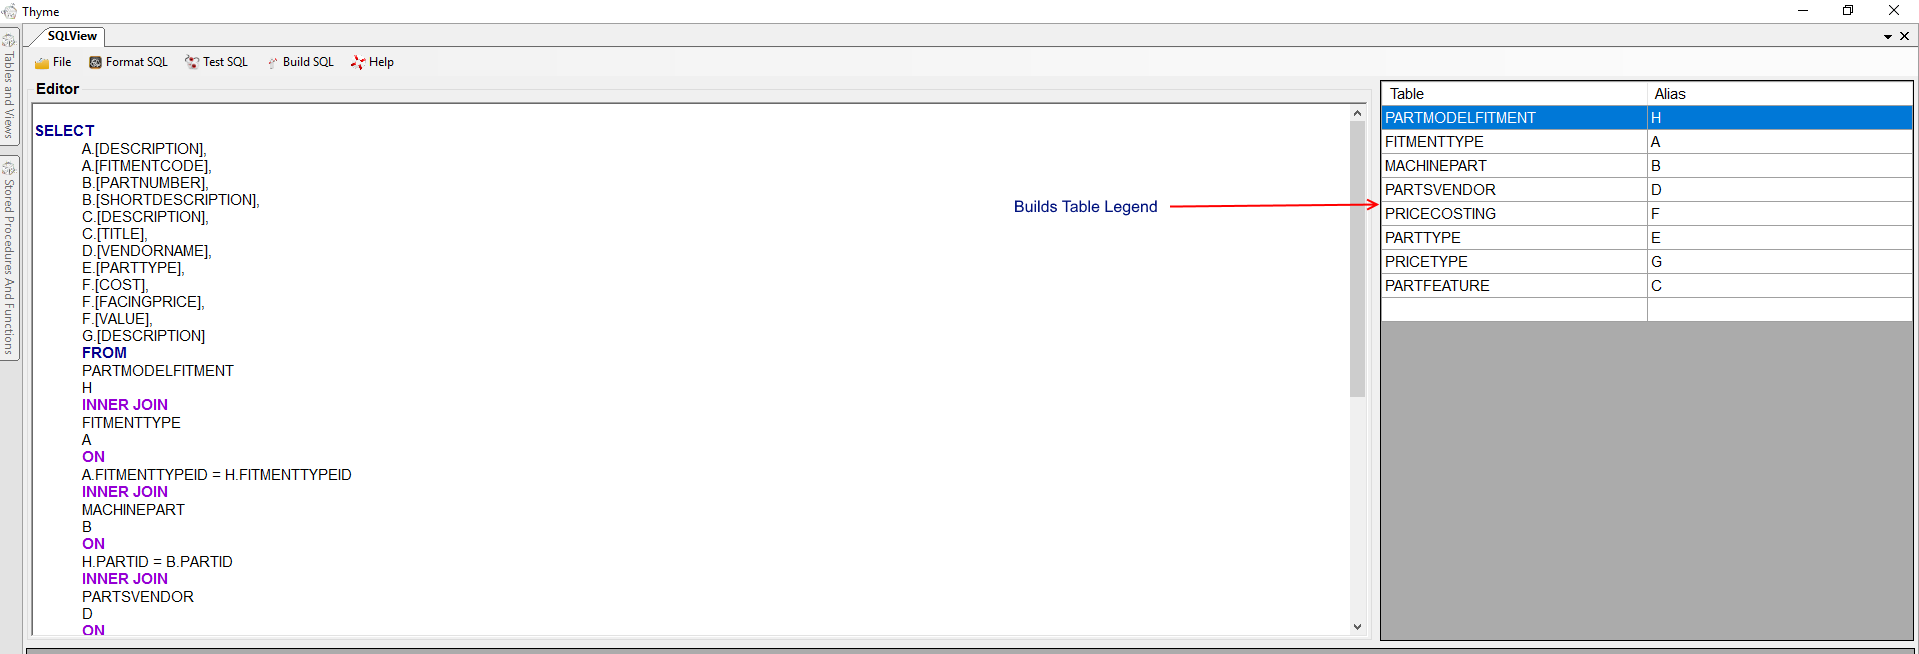 Thyme
SQLView
File Format SQL Test SQL Build SQL Help
Tables and Views
Stored Procedures And Functions
Editor
SELECT
A.[DESCRIPTION],
A.[FITMENTCODE],
B.[PARTNUMBER],
B.[SHORTDESCRIPTION],
C.[DESCRIPTION],
C.[TITLE],
D.[VENDORNAME],
E.[PARTTYPE],
F.[COST],
F.[FACINGPRICE],
F.[VALUE],
G.[DESCRIPTION]
FROM
PARTMODELFITMENT
H
INNER JOIN
FITMENTTYPE
A
ON
A.FITMENTTYPEID = H.FITMENTTYPEID
INNER JOIN
MACHINEPART
B
ON
H.PARTID = B.PARTID
INNER JOIN
PARTSVENDOR
D
ON
Builds Table Legend
Table Alias
PARTMODELFITMENT H
FITMENTTYPE A
MACHINEPART B
PARTSVENDOR D
PRICECOSTING F
PARTTYPE E
PRICETYPE G
PARTFEATURE C